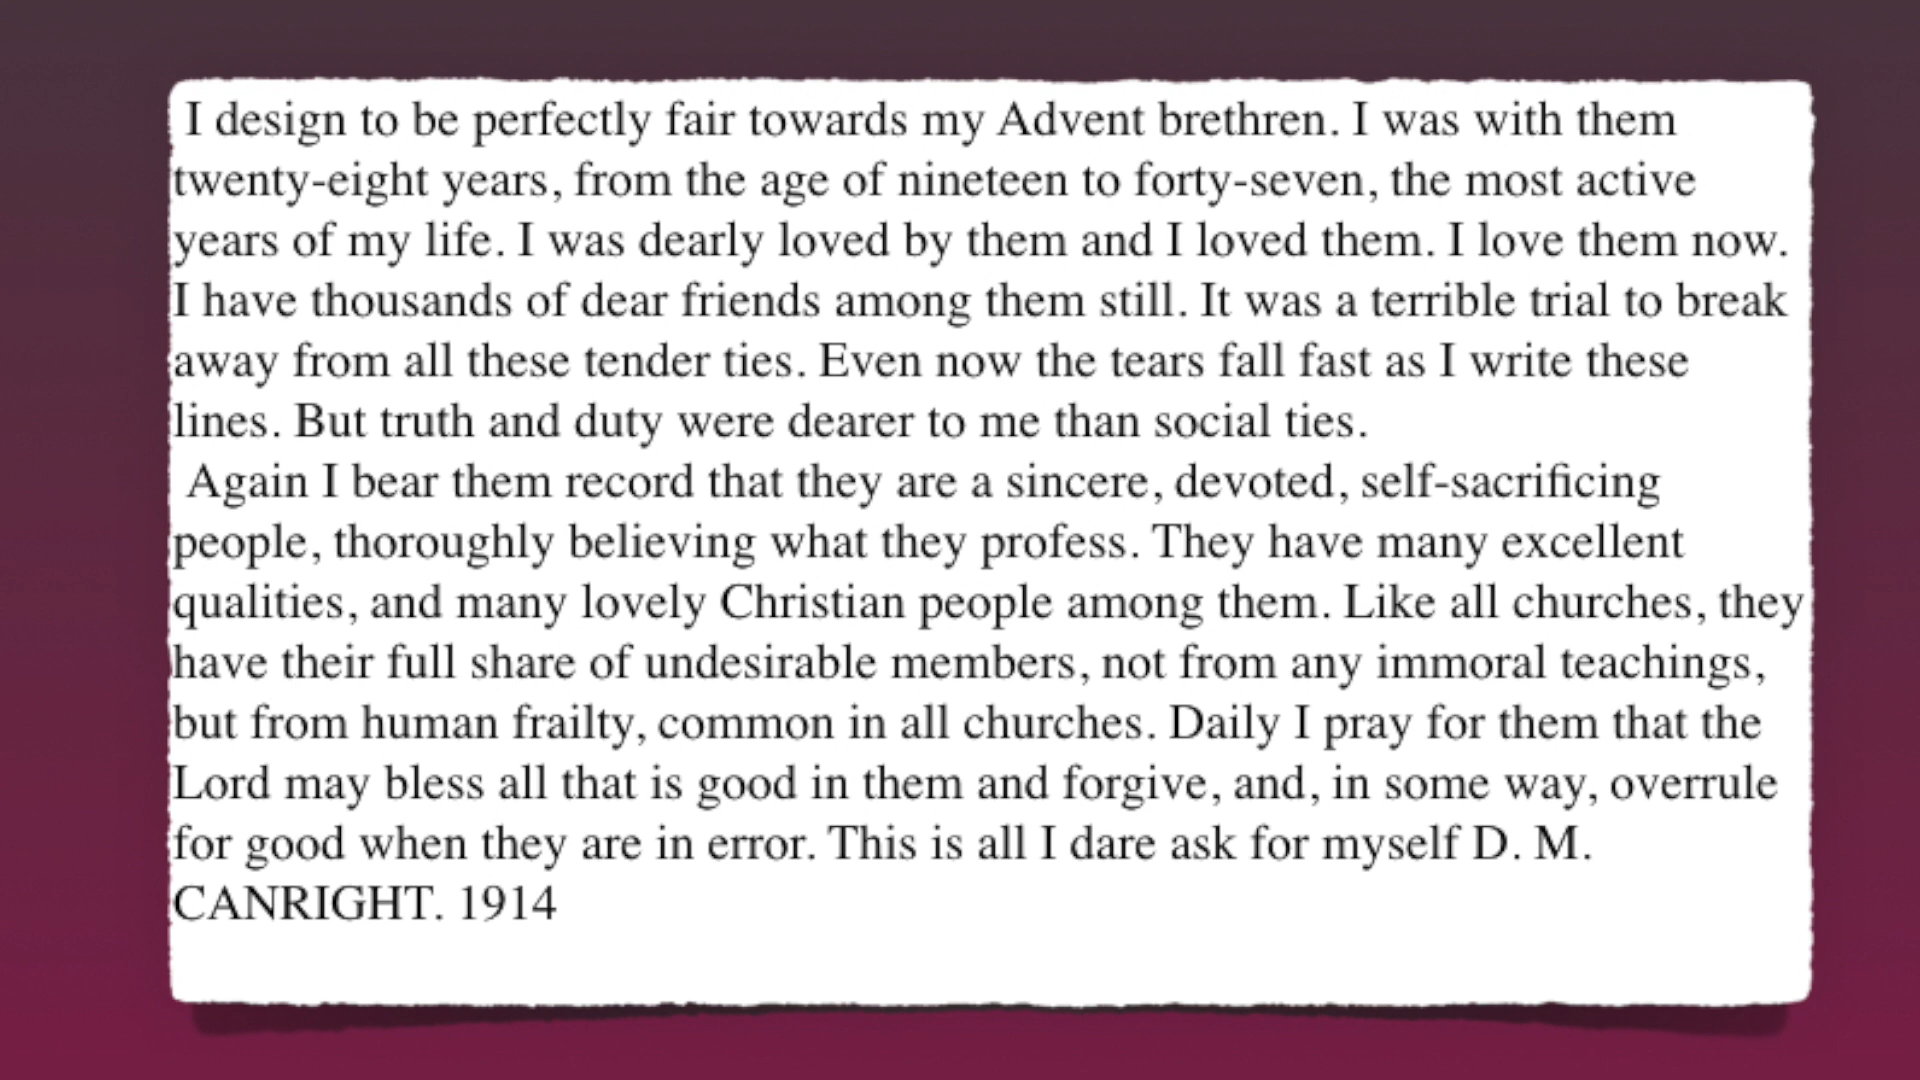 I design to be perfectly fair towards my Advent brethren. I was with them
twenty-eight years, from the age of nineteen to forty-seven, the most active
years of my life. I was dearly loved by them and I loved them. I love them now.
I have thousands of dear friends among them still. It was a terrible trial to break
away from all these tender ties. Even now the tears fall fast as I write these
lines. But truth and duty were dearer to me than social ties.
Again I bear them record that they are a sincere, devoted, self-sacrificing
people, thoroughly believing what they profess. They have many excellent
qualities, and many lovely Christian people among them. Like all churches, they
have their full share of undesirable members, not from any immoral teachings,
but from human frailty, common in all churches. Daily I pray for them that the
Lord may bless all that is good in them and forgive, and, in some way, overrule
for good when they are in error. This is all I dare ask for myself D. M.
CANRIGHT. 1914